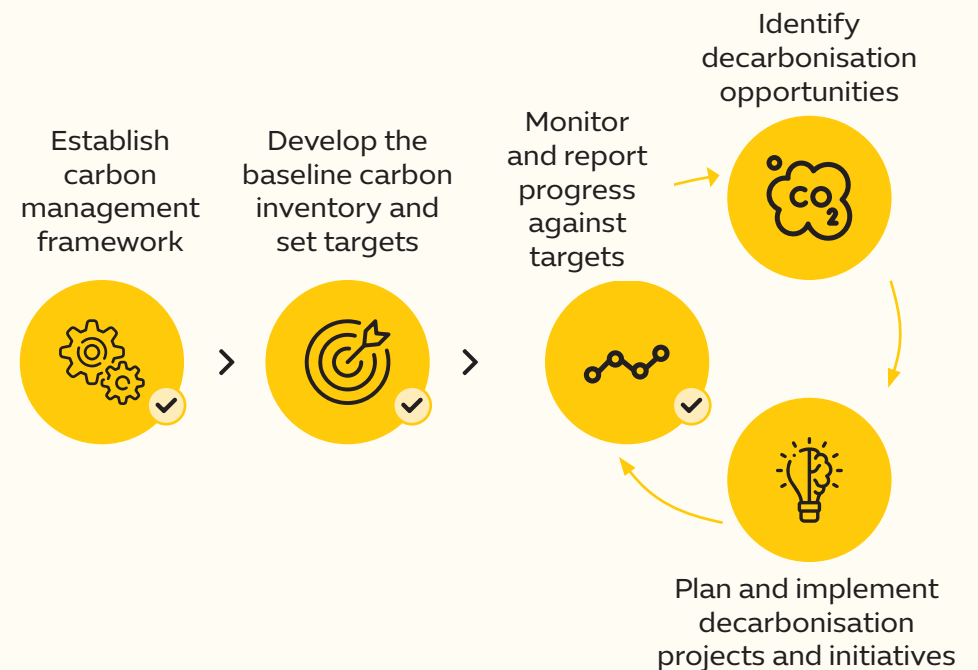 Establish
carbon
management
framework
Develop the
baseline carbon
inventory and
set targets
Monitor
and report
progress
against
targets
Identify
decarbonisation
opportunities
CO2
Plan and implement
decarbonisation
projects and initiatives